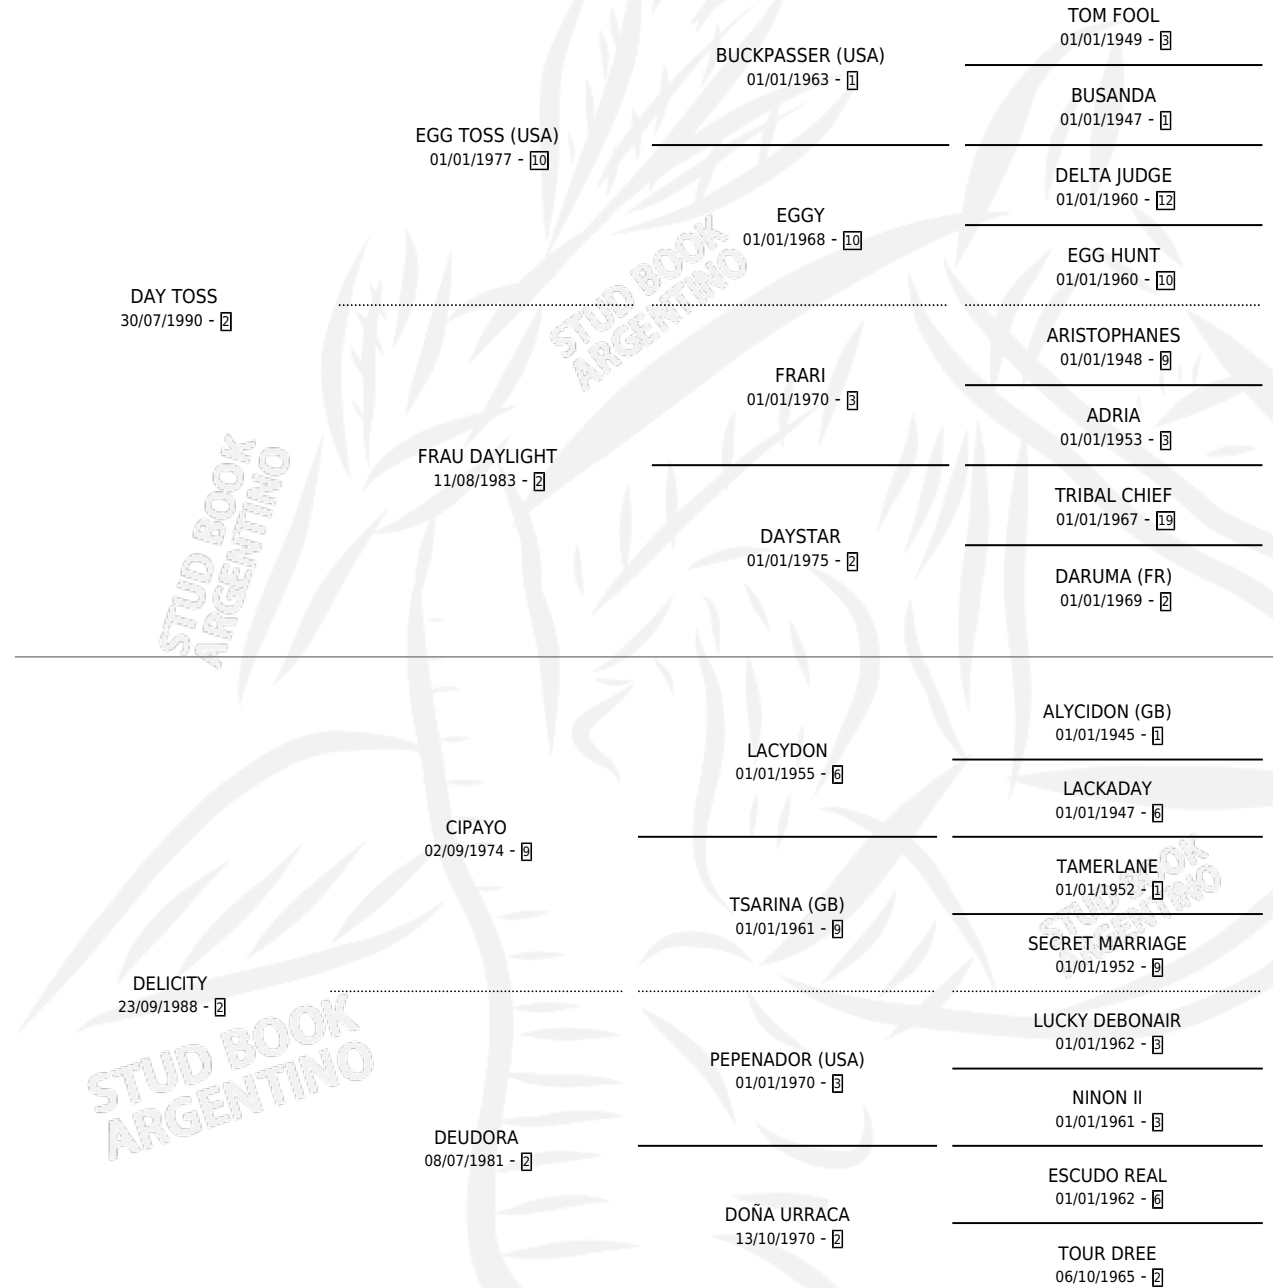 TOM FOOL
01/01/1949 - 3
BUCKPASSER (USA)
01/01/1963 - 1
BUSANDA
01/01/1947 - 1
EGG TOSS (USA)
01/01/1977 - 10
DELTA JUDGE
01/01/1960 - 12
EGGY
01/01/1968 - 10
EGG HUNT
01/01/1960 - 10
DAY TOSS
30/07/1990 - 2
ARISTOPHANES
01/01/1948 - 9
FRARI
01/01/1970 - 3
ADRIA
01/01/1953 - 3
FRAU DAYLIGHT
11/08/1983 - 2
TRIBAL CHIEF
01/01/1967 - 19
DAYSTAR
01/01/1975 - 2
DARUMA (FR)
01/01/1969 - 2
STUD BOOK
ARGENTINO
STUD BOOK
ARGENTINO
ALYCIDON (GB)
01/01/1945 - 1
LACYDON
01/01/1955 - 6
LACKADAY
01/01/1947 - 6
CIPAYO
02/09/1974 - 9
TAMERLANE
01/01/1952 - 1
TSARINA (GB)
01/01/1961 - 9
SECRET MARRIAGE
01/01/1952 - 9
DELICITY
23/09/1988 - 2
LUCKY DEBONAIR
01/01/1962 - 3
PEPENADOR (USA)
01/01/1970 - 3
NINON II
01/01/1961 - 3
DEUDORA
08/07/1981 - 2
ESCUDO REAL
01/01/1962 - 6
DOÑA URRACA
13/10/1970 - 2
TOUR DREE
06/10/1965 - 2
STUD BOOK
ARGENTINO
STUD BOOK
ARGENTINO